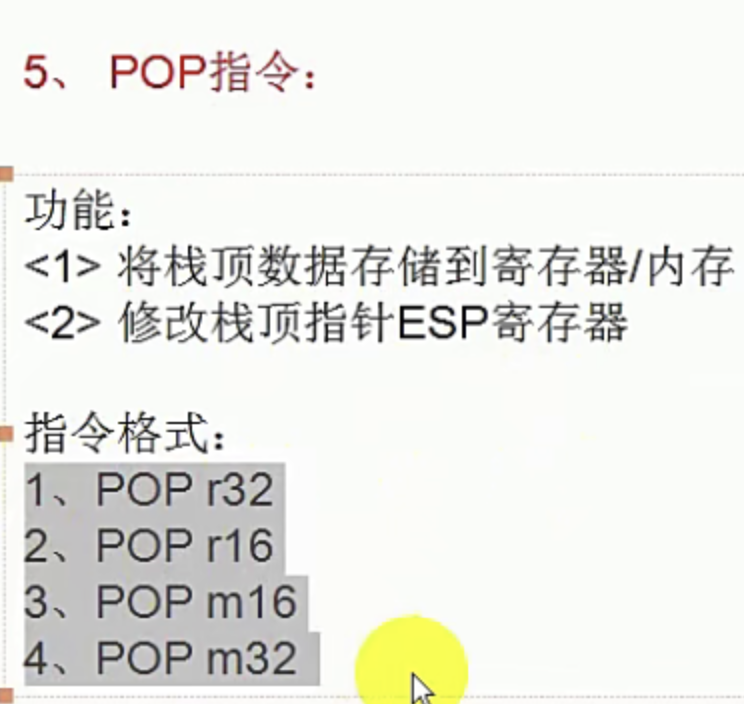 5、 POP指令：
功能：
<1> 将栈顶数据存储到寄存器/内存
<2> 修改栈顶指针ESP寄存器
指令格式：
1、POP r32
2、POP r16
3、POP m16
4、POP m32